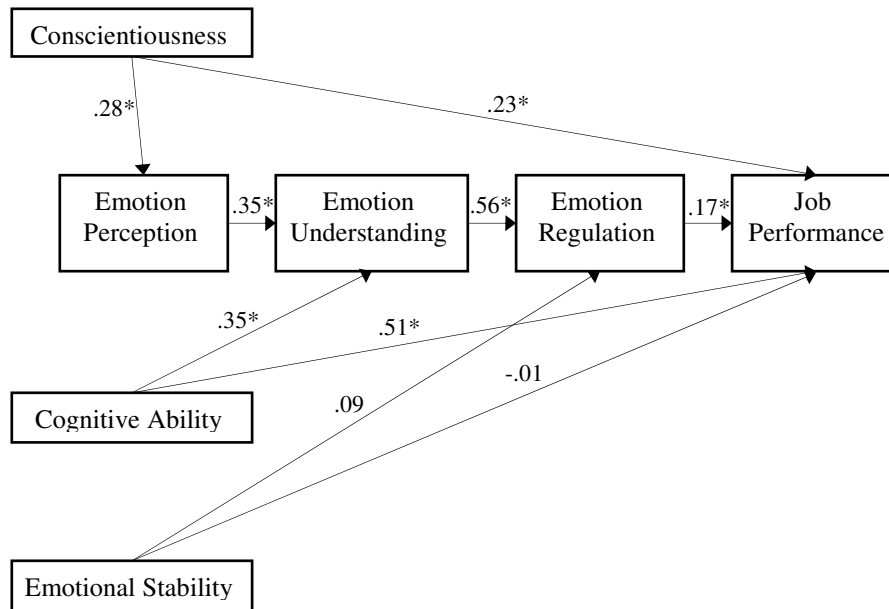 Conscientiousness
.28*
.23*
Emotion
Perception
.35*
Emotion
Understanding
.56*
Emotion
Regulation
.17*
Job
Performance
.35*
.51*
-.01
.09
Cognitive Ability
Emotional Stability